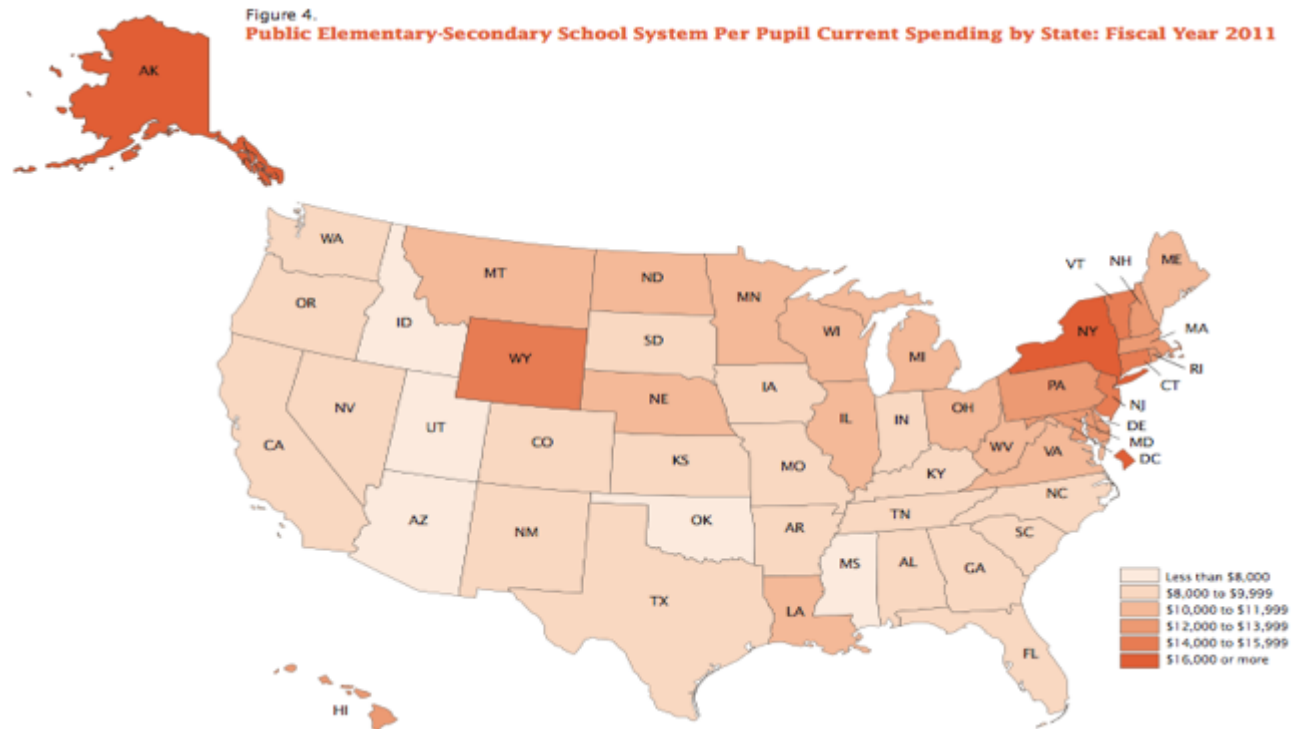 Figure 4.
Public Elementary-Secondary School System Per Pupil Current Spending by State: Fiscal Year 2011
AK
WA
MT
ND
MN
VT
NH
ME
OR
ID
WY
SD
WI
MI
NY
MA
RI
CT
NV
UT
NE
IA
IL
IN
OH
PA
NJ
DE
MD
DC
CA
CO
KS
MO
KY
WV
VA
AZ
NM
OK
AR
TN
NC
SC
TX
LA
MS
AL
GA
FL
HI
Less than $8,000
$8,000 to $9,999
$10,000 to $11,999
$12,000 to $13,999
$14,000 to $15,999
$16,000 or more